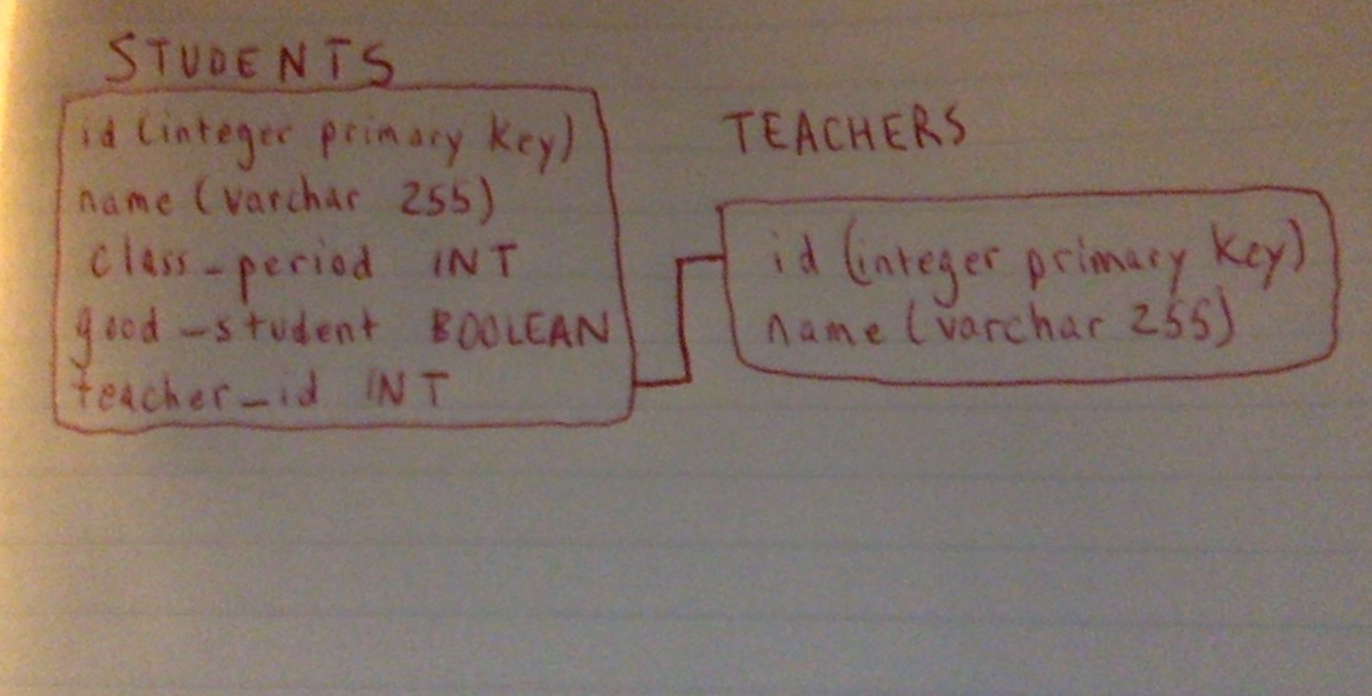 STUDENTS
id (integer primary key)
name (varchar 255)
class_period INT
good_student BOOLEAN
teacher_id INT
TEACHERS
id (integer primary key)
name (varchar 255)